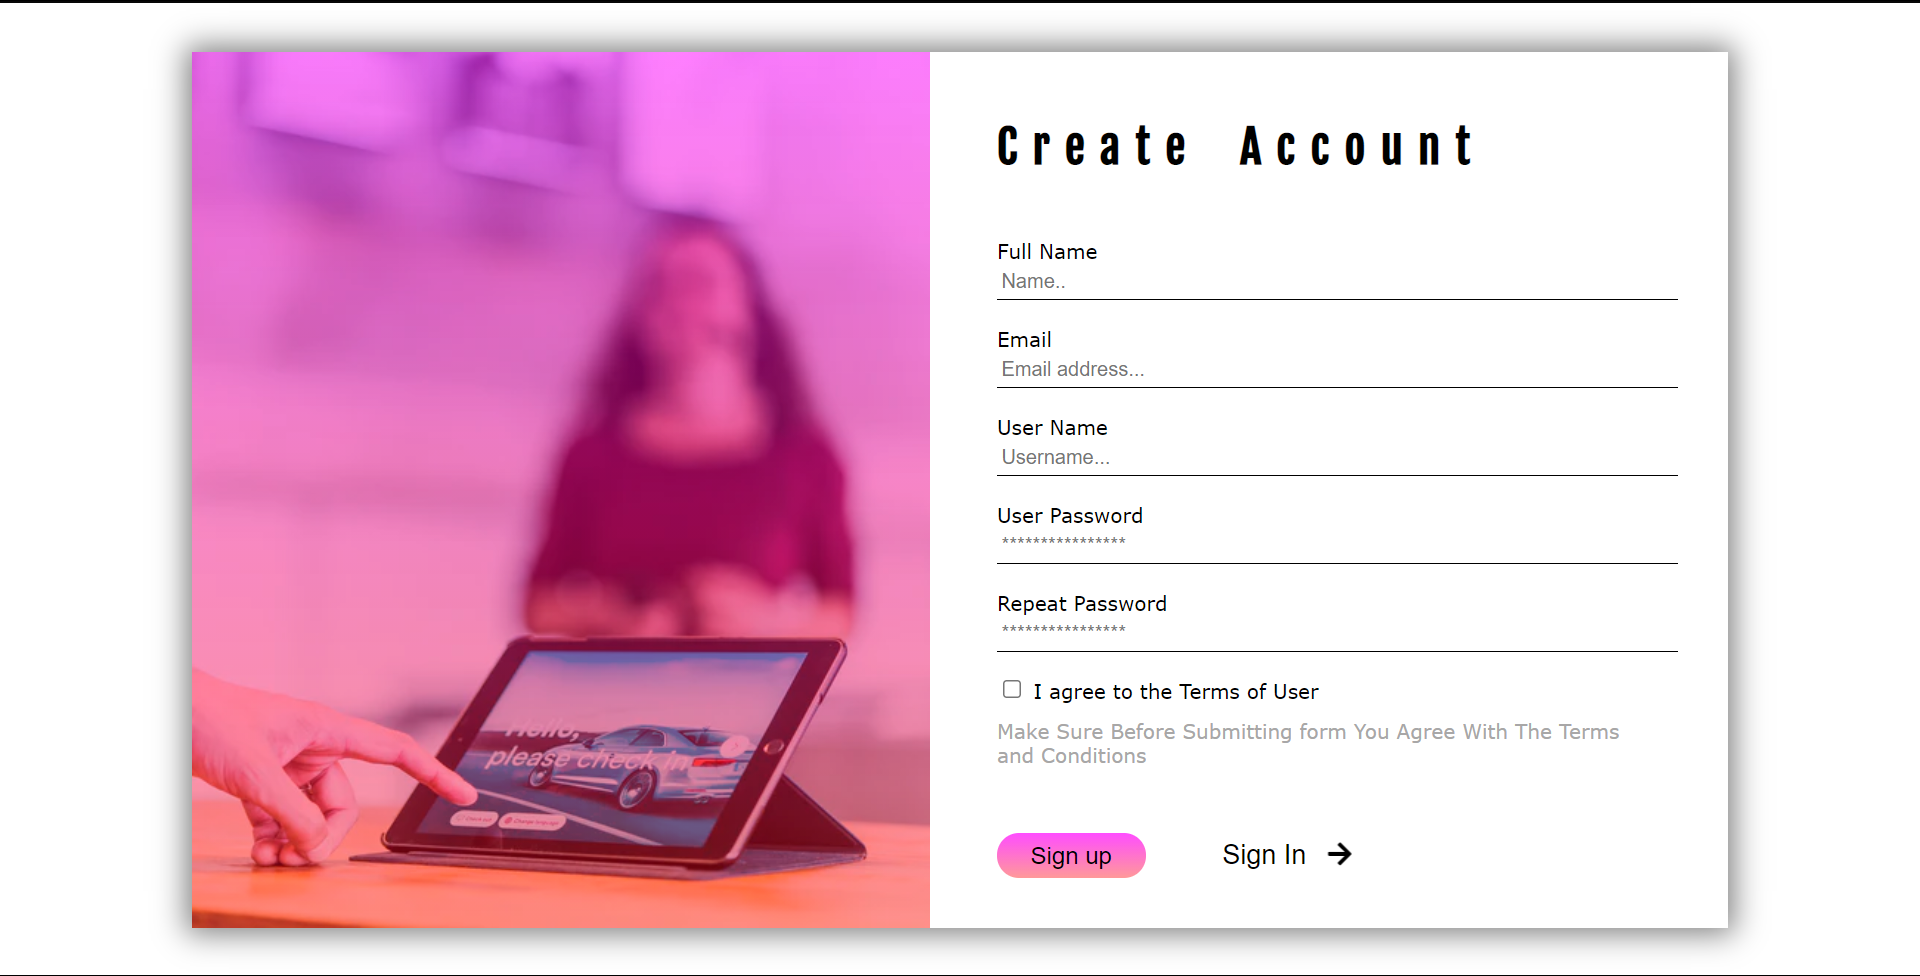 Create Account
Full Name
Name..
Email
Email address...
User Name
Username...
User Password
****************
Repeat Password
****************
I agree to the Terms of User
Make Sure Before Submitting form You Agree With The Terms
and Conditions
Sign up
Sign In
Hello,
please check in
Change language